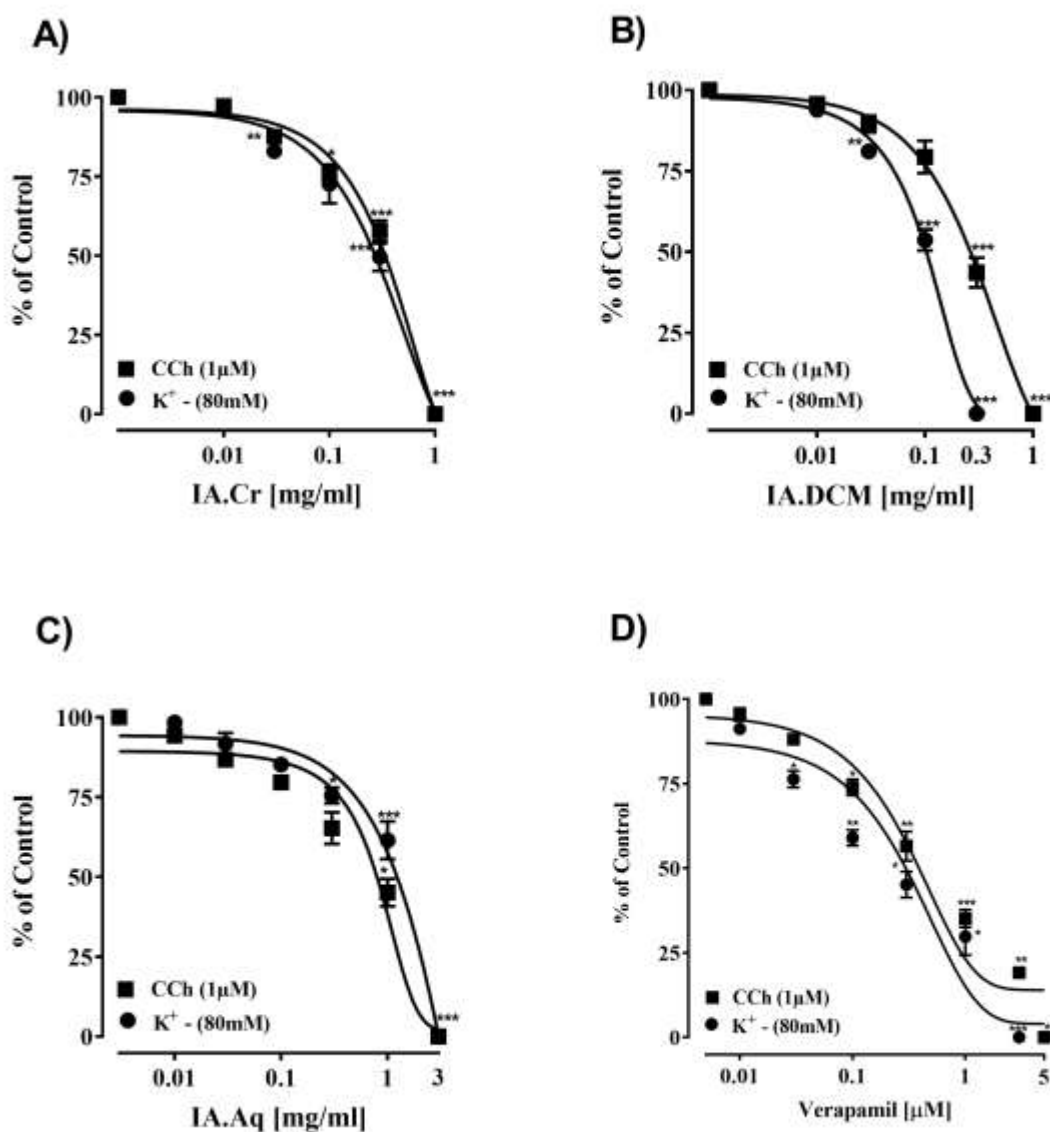 A)
100
75
50
25
0
% of Control
**
*
***
***
***
CCh (1µM)
K+ - (80mM)
0.01 0.1 1
IA.Cr [mg/ml]
B)
100
75
50
25
0
% of Control
**
***
***
***
***
CCh (1µM)
K+ - (80mM)
0.01 0.1 0.3 1
IA.DCM [mg/ml]
C)
100
75
50
25
0
% of Control
*
***
*
***
CCh (1µM)
K+ - (80mM)
0.01 0.1 1 3
IA.Aq [mg/ml]
D)
100
75
50
25
0
% of Control
*
*
**
**
*
***
*
**
***
*
CCh (1µM)
K+ - (80mM)
0.01 0.1 1 5
Verapamil [µM]